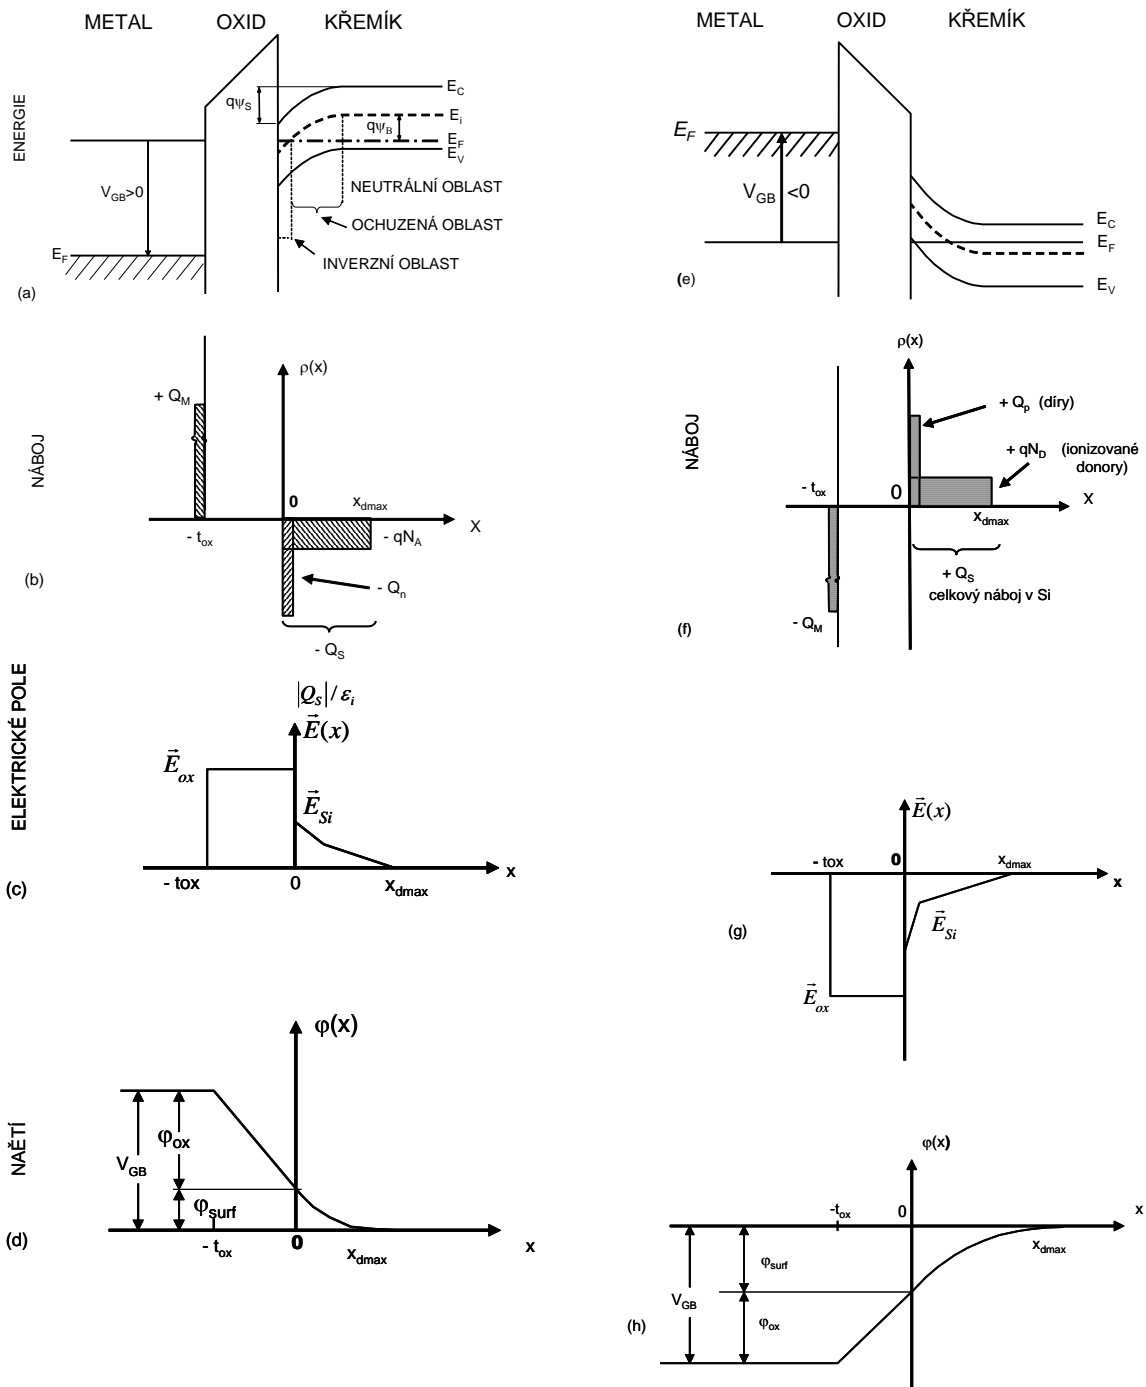 METAL OXID KŘEMÍK
ENERGIE
qψS
EC
Ei
qψB
EF
EV
VGB>0
NEUTRÁLNÍ OBLAST
OCHUZENÁ OBLAST
INVERZNÍ OBLAST
EF
(a)
METAL OXID KŘEMÍK
EF
VGB <0
EC
EF
EV
(e)
NÁBOJ
ρ(x)
+ QM
0
xdmax
X
- tox
- qNA
- Qn
- QS
(b)
NÁBOJ
ρ(x)
+ Qp (díry)
+ qND (ionizované
donory)
- tox
0
X
xdmax
+ QS
celkový náboj v Si
- QM
(f)
ELEKTRICKÉ POLE
|QS| / εi
E(x)
Eox
ESi
x
- tox
0
xdmax
(c)
E(x)
- tox
0
xdmax
x
ESi
Eox
(g)
NAĚTÍ
φ(x)
φox
VGB
φsurf
- tox
0
xdmax
x
(d)
φ(x)
x
-tox
0
xdmax
φsurf
VGB
φox
(h)